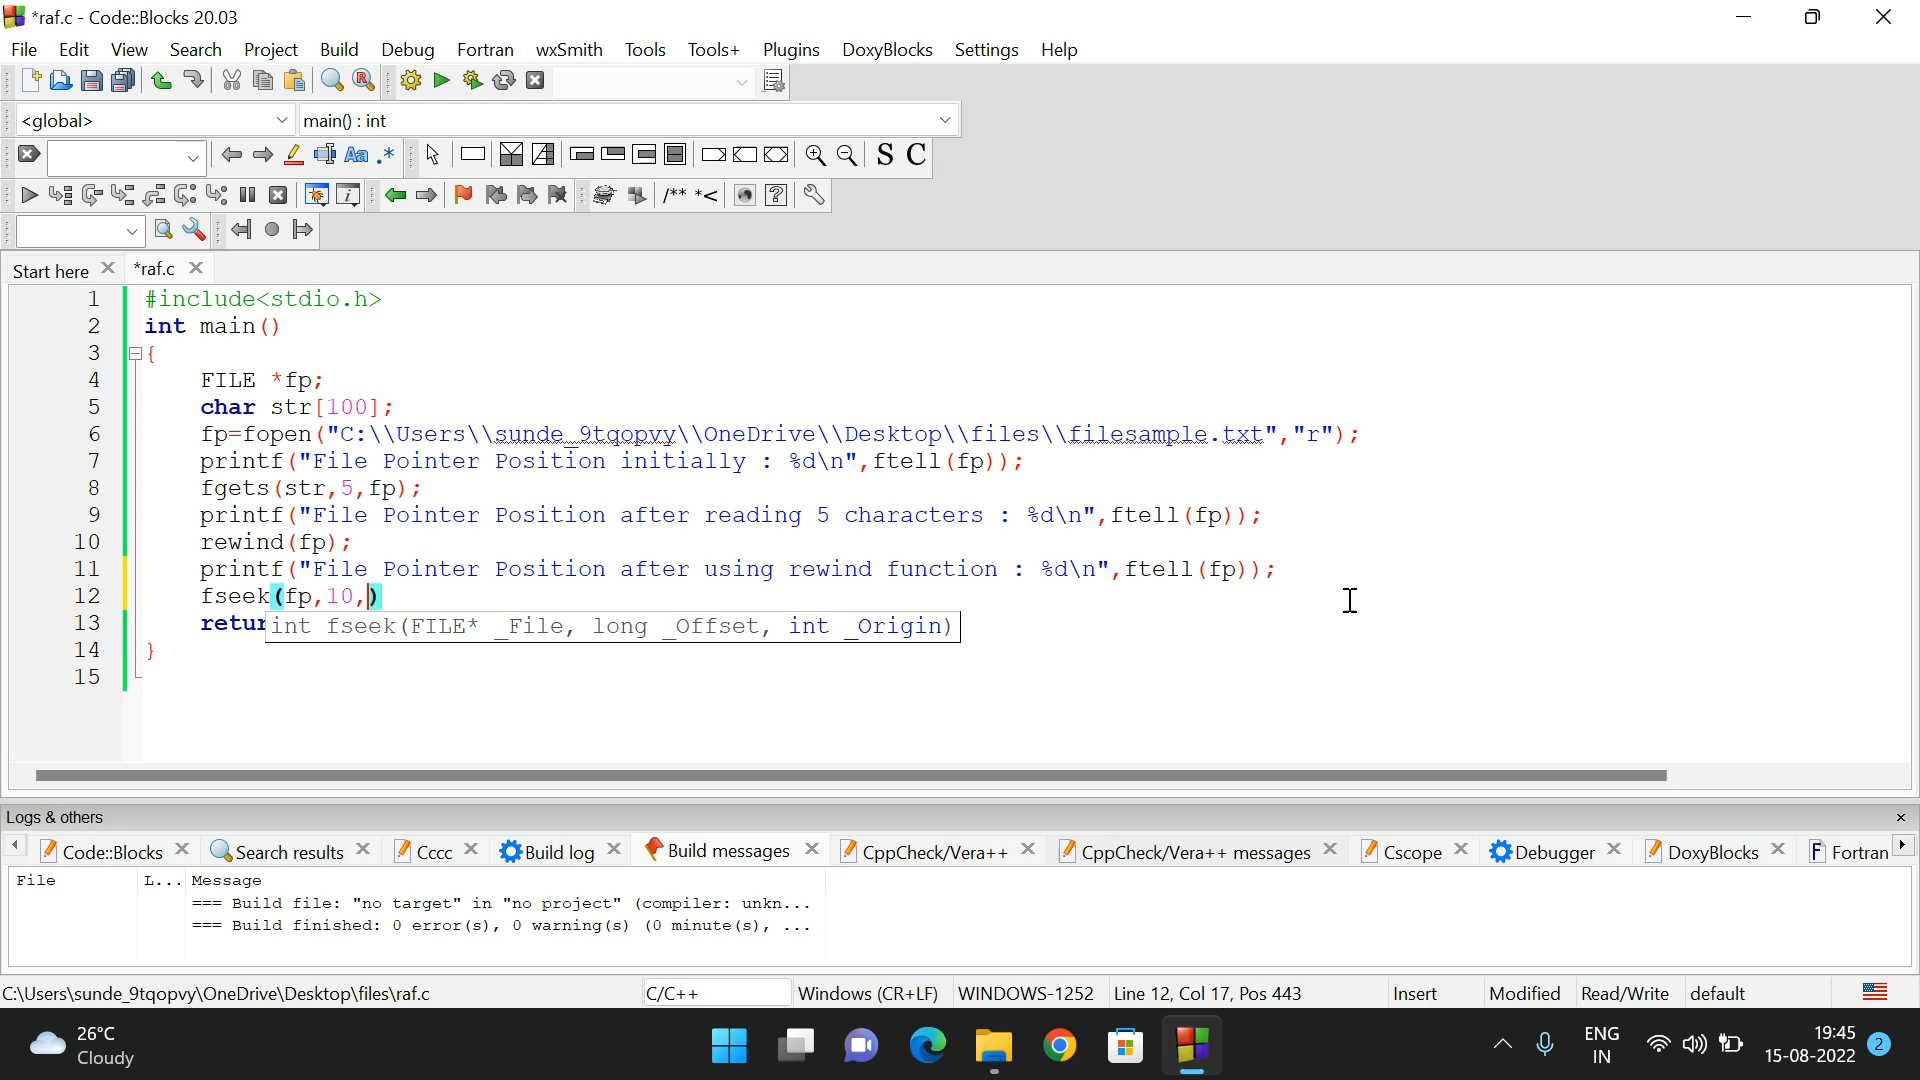 *raf.c - Code::Blocks 20.03
File Edit View Search Project Build Debug Fortran wxSmith Tools Tools+ Plugins DoxyBlocks Settings Help
<global> main() : int
S C
/** *<
Start here *raf.c
1 #include<stdio.h>
2 int main()
3 {
4 FILE *fp;
5 char str[100];
6 fp=fopen("C:\\Users\\sunde_9tqopvy\\OneDrive\\Desktop\\files\\filesample.txt","r");
7 printf("File Pointer Position initially : %d\n",ftell(fp));
8 fgets(str,5,fp);
9 printf("File Pointer Position after reading 5 characters : %d\n",ftell(fp));
10 rewind(fp);
11 printf("File Pointer Position after using rewind function : %d\n",ftell(fp));
12 fseek(fp,10,)
13 retur int fseek(FILE* _File, long _Offset, int _Origin)
14 }
15
Logs & others
Code::Blocks Search results Cccc Build log Build messages CppCheck/Vera++ CppCheck/Vera++ messages Cscope Debugger DoxyBlocks Fortran
File L... Message
=== Build file: "no target" in "no project" (compiler: unkn...
=== Build finished: 0 error(s), 0 warning(s) (0 minute(s), ...
C:\Users\sunde_9tqopvy\OneDrive\Desktop\files\raf.c C/C++ Windows (CR+LF) WINDOWS-1252 Line 12, Col 17, Pos 443 Insert Modified Read/Write default
26°C
Cloudy
ENG
IN
19:45
15-08-2022
2